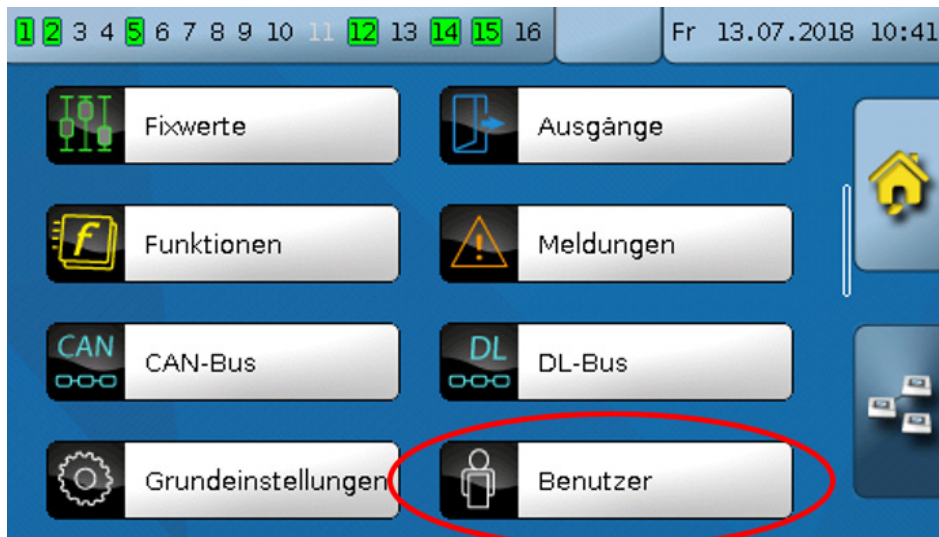 1 2 3 4 5 6 7 8 9 10 11 12 13 14 15 16 Fr 13.07.2018 10:41
Fixwerte
Ausgänge
f Funktionen
Meldungen
CAN CAN-Bus
DL DL-Bus
Grundeinstellungen
Benutzer